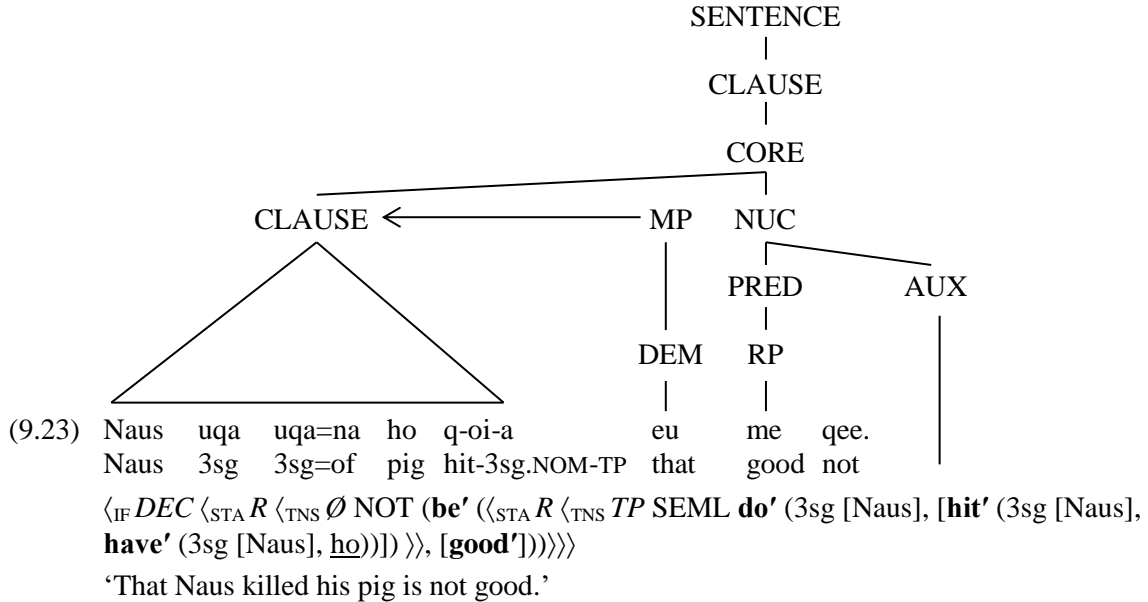 SENTENCE
CLAUSE
CORE
CLAUSE MP NUC
PRED AUX
DEM RP
(9.23) Naus uqa uqa=na ho q-oi-a eu me qee.
Naus 3sg 3sg=of pig hit-3sg.NOM-TP that good not
⟨IF DEC ⟨STA R ⟨TNS Ø NOT (be′ (⟨STA R ⟨TNS TP SEML do′ (3sg [Naus], [hit′ (3sg [Naus],
have′ (3sg [Naus], ho))]) ⟩⟩, [good′]))⟩⟩⟩
‘That Naus killed his pig is not good.’